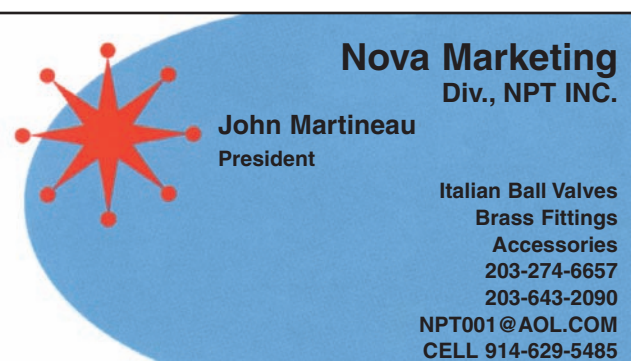 Nova Marketing
Div., NPT INC.
John Martineau
President
Italian Ball Valves
Brass Fittings
Accessories
203-274-6657
203-643-2090
NPT001@AOL.COM
CELL 914-629-5485